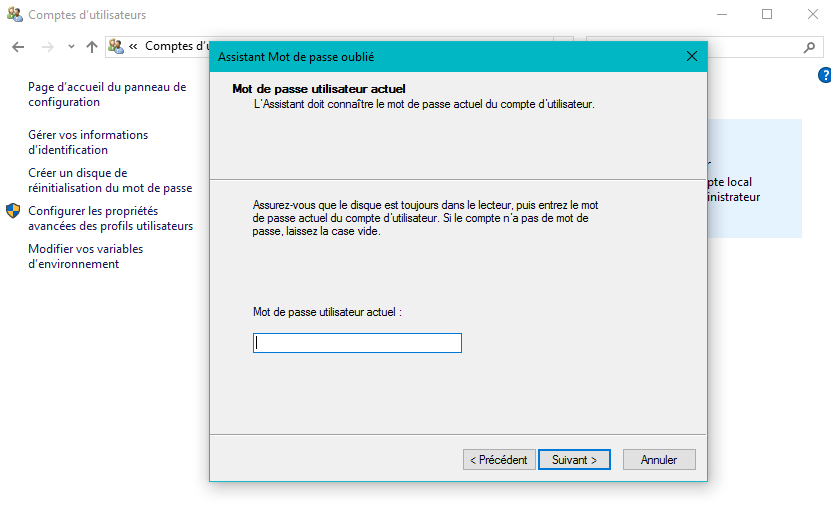 Comptes d'utilisateurs
« Comptes d'u
Assistant Mot de passe oublié
Mot de passe utilisateur actuel
L'Assistant doit connaître le mot de passe actuel du compte d'utilisateur.
Page d'accueil du panneau de
configuration
Gérer vos informations
d'identification
Créer un disque de
réinitialisation du mot de passe
Configurer les propriétés
avancées des profils utilisateurs
Modifier vos variables
d'environnement
pte local
inistrateur
Assurez-vous que le disque est toujours dans le lecteur, puis entrez le mot
de passe actuel du compte d'utilisateur. Si le compte n'a pas de mot de
passe, laissez la case vide.
Mot de passe utilisateur actuel :
< Précédent
Suivant >
Annuler